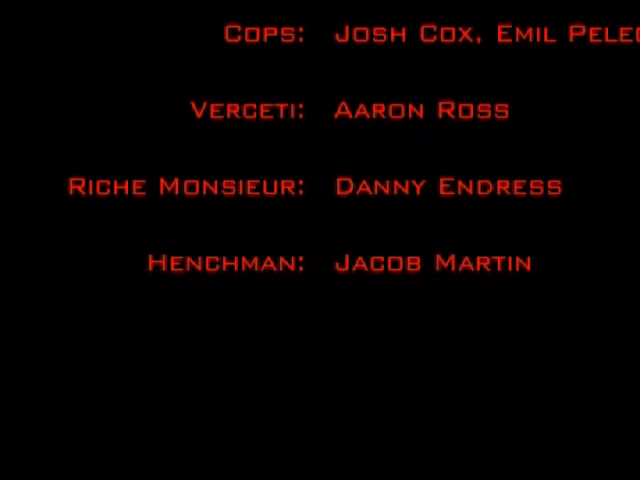 Cops: Josh Cox, Emil
Verceti: Aaron Ross
Riche Monsieur: Danny Endress
Henchman: Jacob Martin